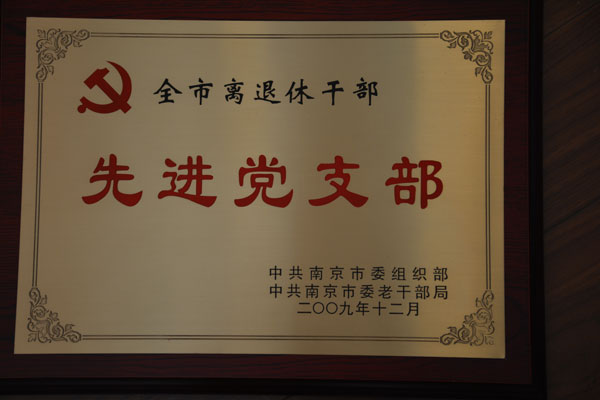 全市离退休干部
先进党支部
中共南京市委组织部
中共南京市委老干部局
二〇〇九年十二月